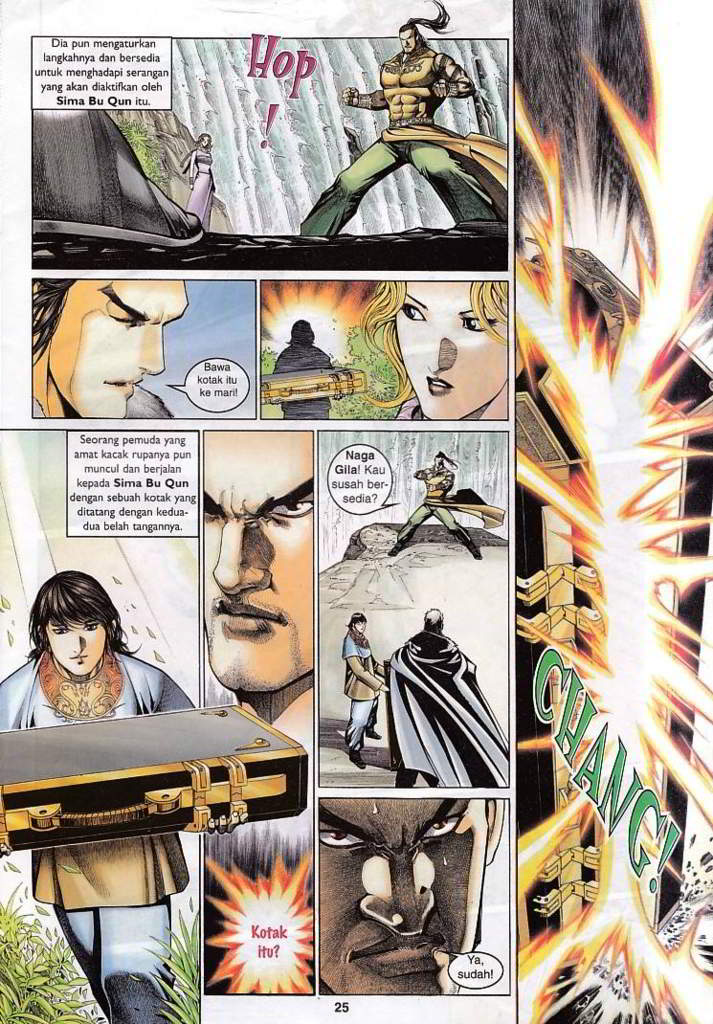 Dia pun mengaturkan
langkahnya dan bersedia
untuk menghadapi serangan
yang akan diaktifkan oleh
Sima Bu Qun itu.
Hop
!
Bawa
kotak itu
ke mari!
Seorang pemuda yang
amat kacak rupanya pun
muncul dan berjalan
kepada Sima Bu Qun
dengan sebuah kotak yang
ditatang dengan kedua-
dua belah tangannya.
Naga
Gila! Kau
susah ber-
sedia?
Kotak
itu?
Ya,
sudah!
CHANG!
25